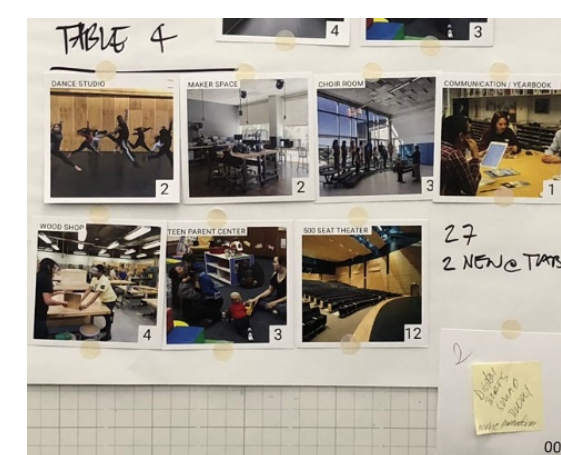 TABLE 4
4
3
DANCE STUDIO
2
MAKER SPACE
2
CHOIR ROOM
3
COMMUNICATION / YEARBOOK
1
WOOD SHOP
4
TEEN PARENT CENTER
3
500 SEAT THEATER
12
27
2 NEW @
2
00